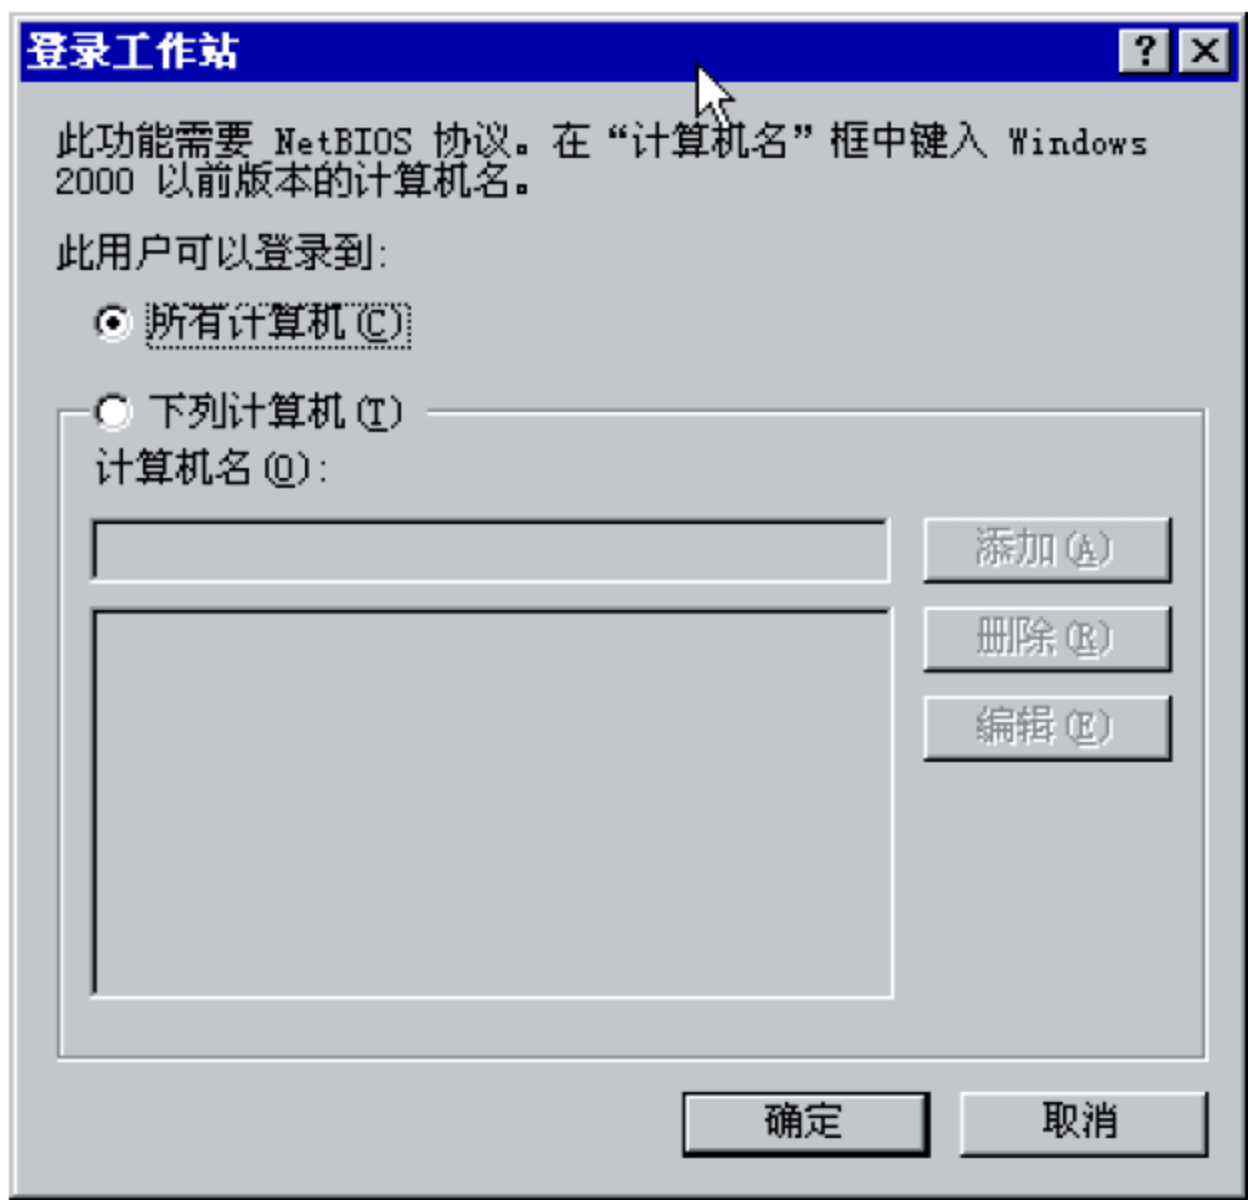 登录工作站
此功能需要 NetBIOS 协议。在“计算机名”框中键入 Windows
2000 以前版本的计算机名。
此用户可以登录到:
所有计算机(C)
下列计算机(T)
计算机名(O):
添加(A)
删除(R)
编辑(E)
确定
取消